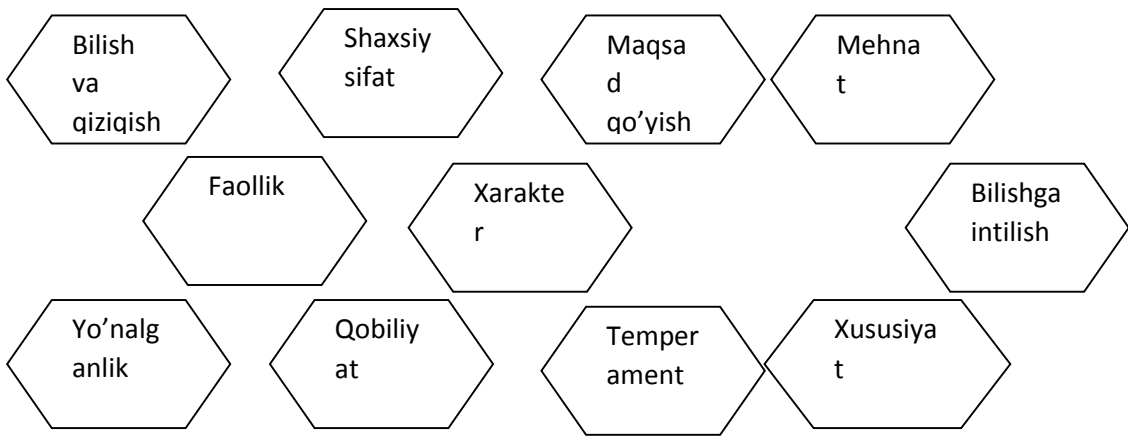 Bilish
va
qiziqish
Shaxsiy
sifat
Maqsa
d
qo’yish
Mehna
t
Faollik
Xarakte
r
Bilishga
intilish
Yo’nalg
anlik
Qobiliy
at
Temper
ament
Xususiya
t